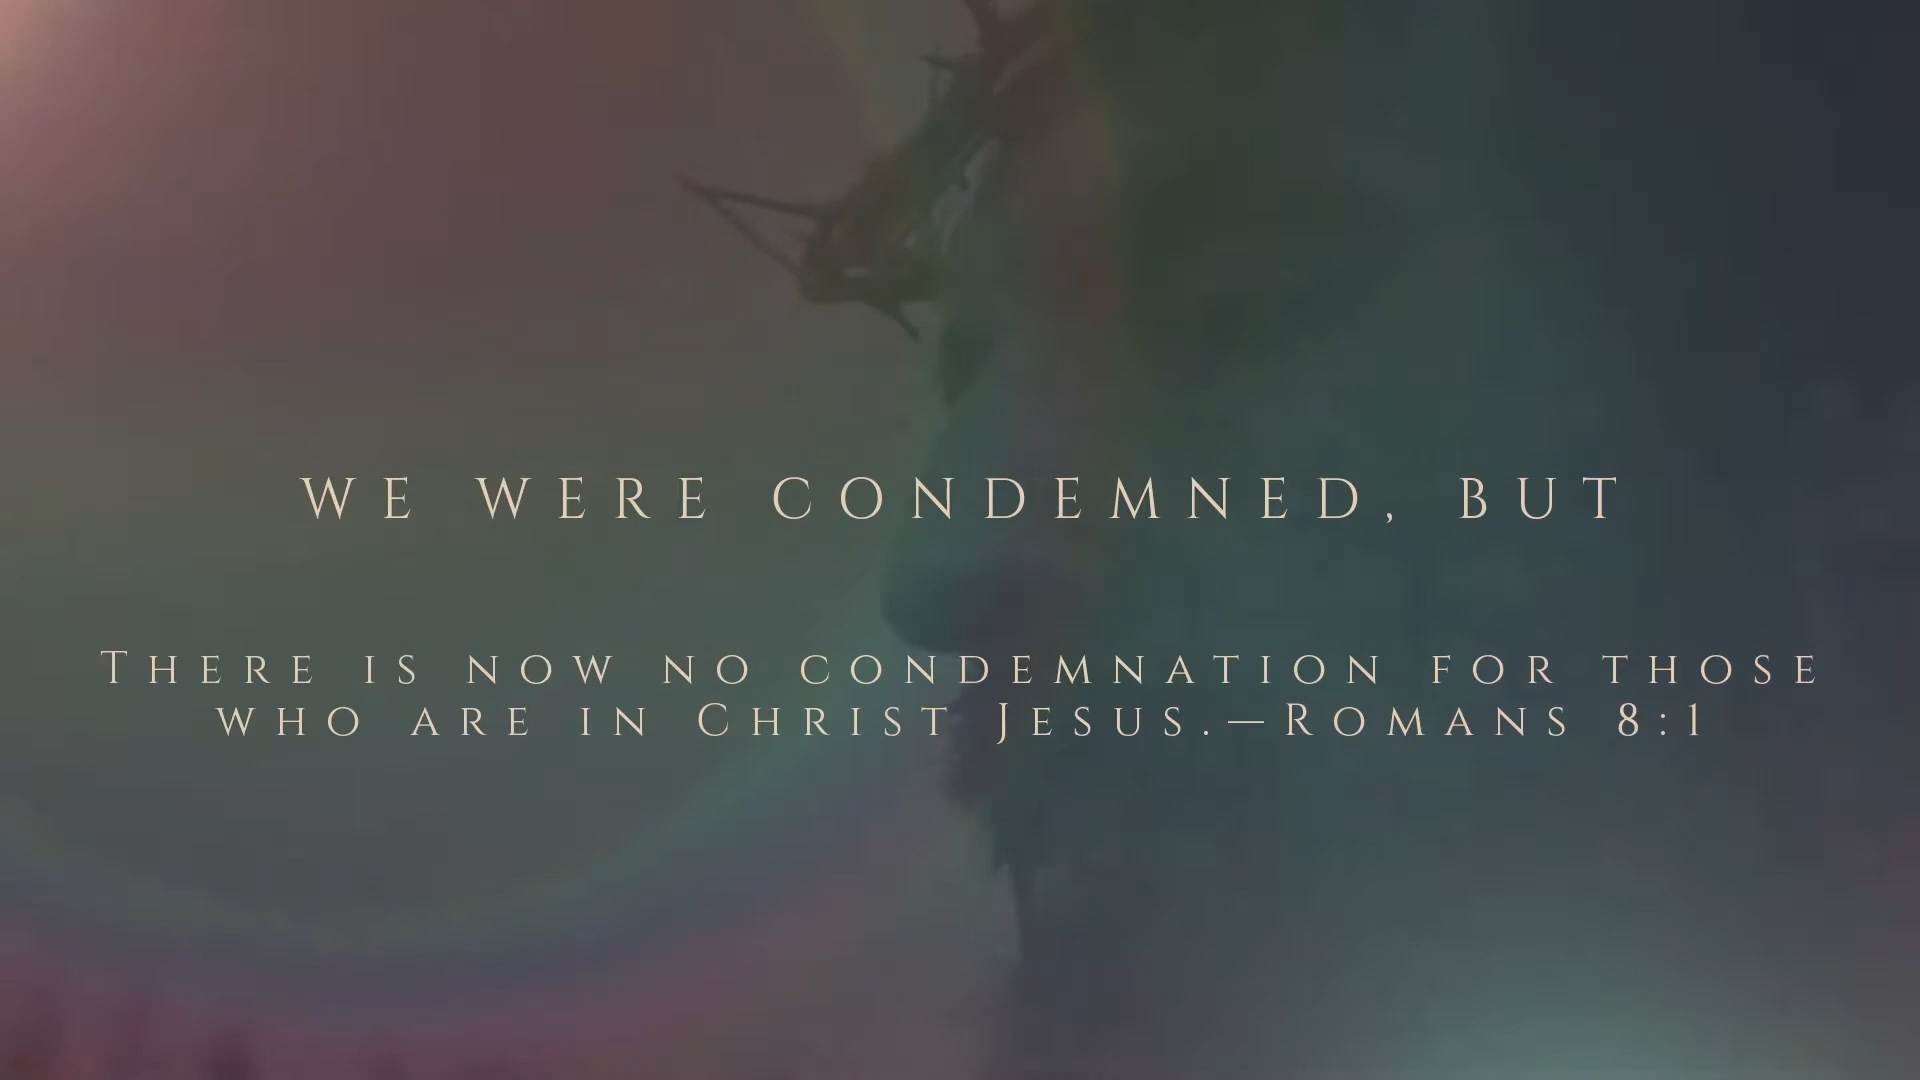 WE WERE CONDEMNED, BUT
There is now no condemnation for those
who are in Christ Jesus.—Romans 8:1